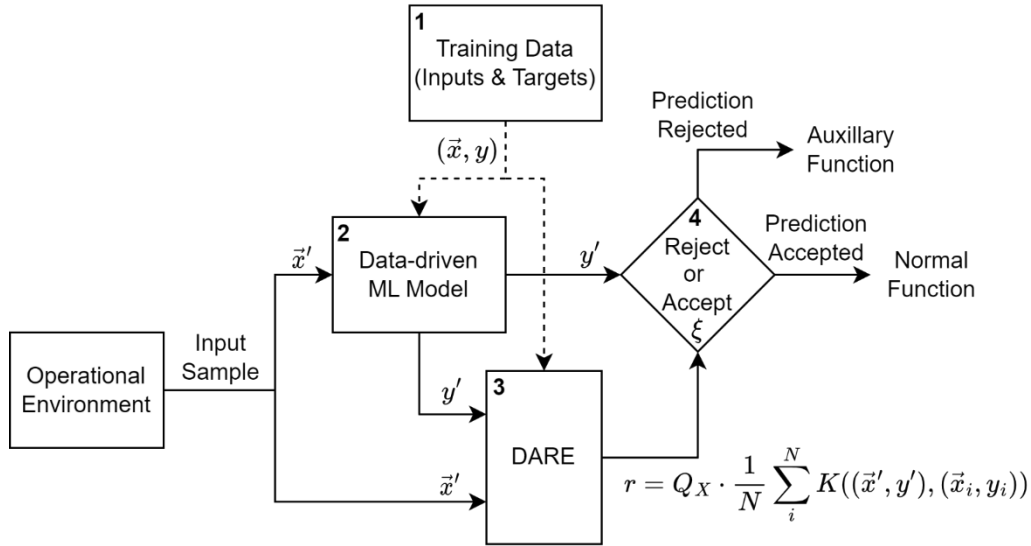 1
Training Data
(Inputs & Targets)
(x⃗, y)
Prediction
Rejected
Auxillary
Function
2
Data-driven
ML Model
x⃗′
y′
4
Reject
or
Accept
ξ
Prediction
Accepted
Normal
Function
Operational
Environment
Input
Sample
y′
x⃗′
3
DARE
r = Q_X · 1/N ∑_i^N K((x⃗′, y′), (x⃗_i, y_i))